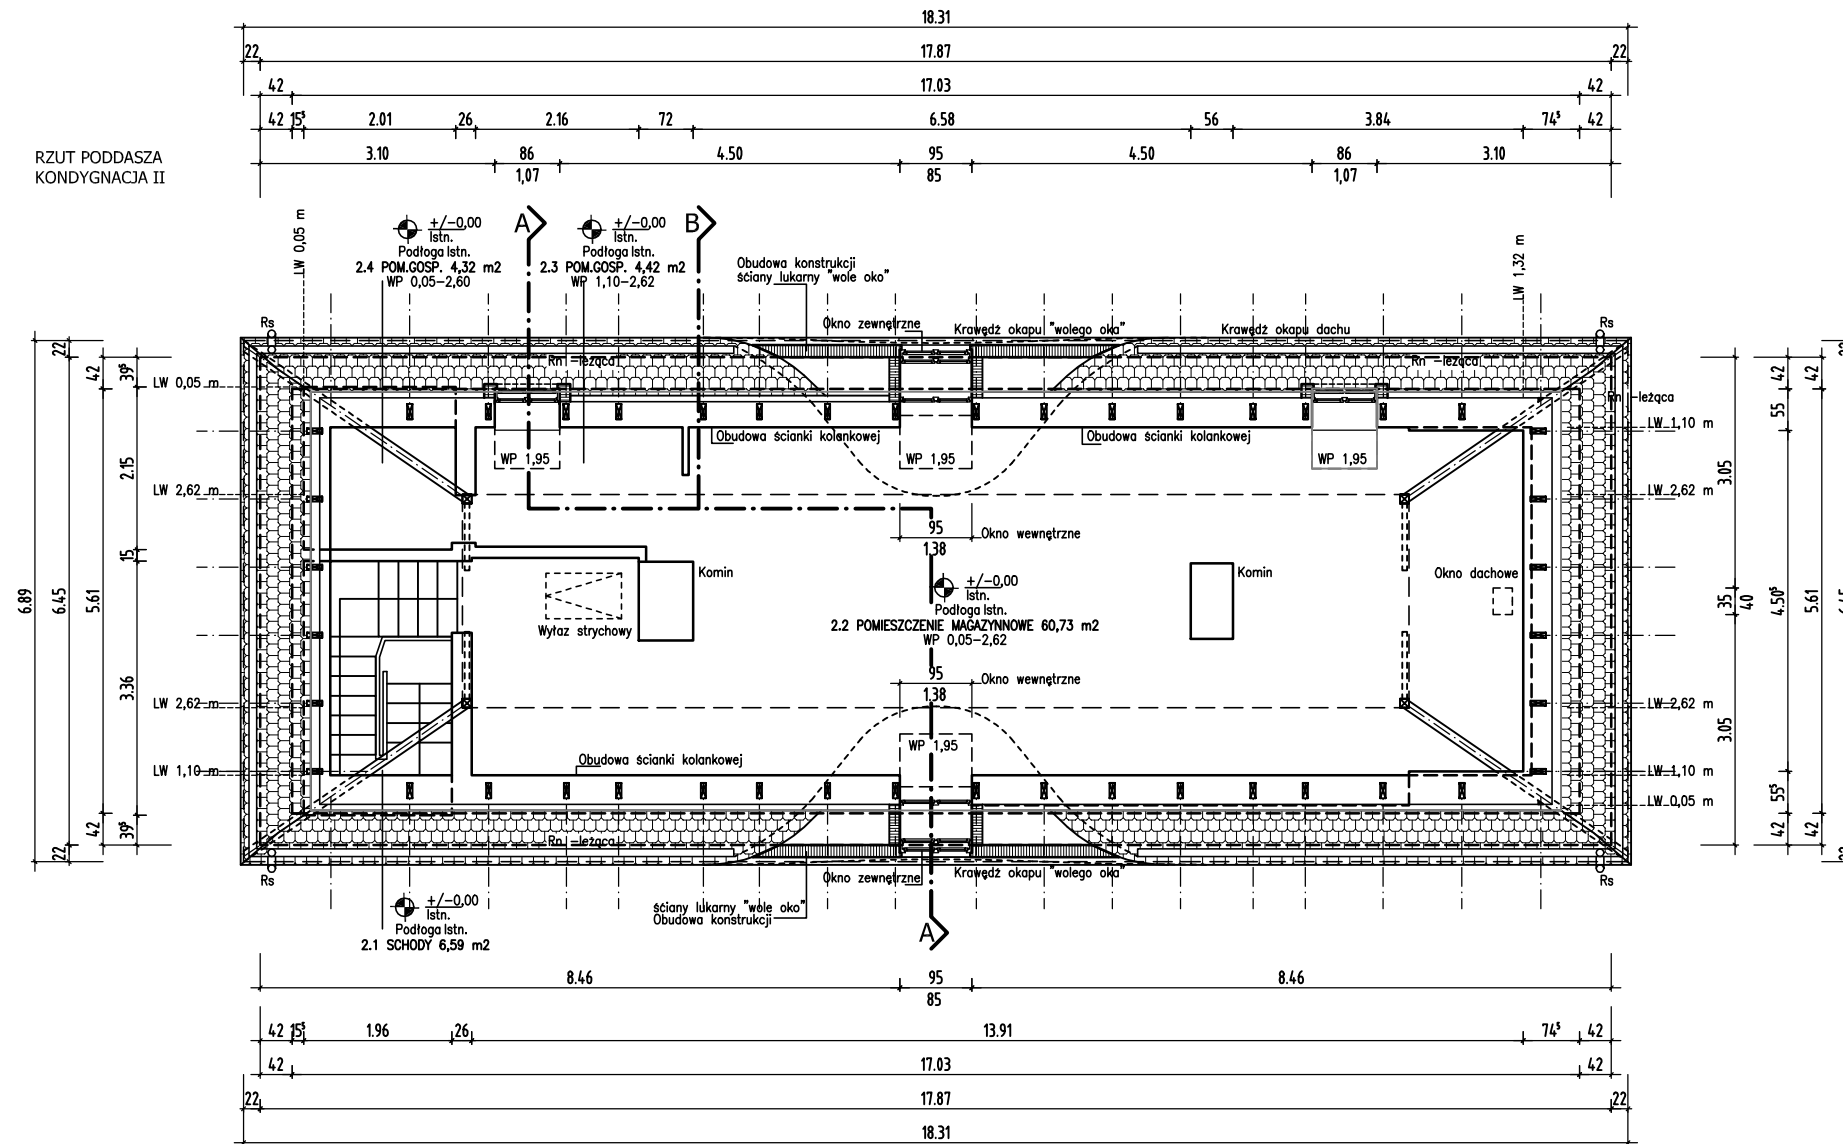 18.31
22 17.87 22
42 17.03 42
42 15⁵ 2.01 26 2.16 72 6.58 56 3.84 74⁵ 42
3.10 86 4.50 95 4.50 86 3.10
1,07 85 1,07
RZUT PODDASZA
KONDYGNACJA II
LW 0,05 m
+/-0,00
Istn.
Podłoga Istn.
2.4 POM.GOSP. 4,32 m2
WP 0,05-2,60
A
+/-0,00
Istn.
Podłoga Istn.
2.3 POM.GOSP. 4,42 m2
WP 1,10-2,62
B
Obudowa konstrukcji
ściany lukarny "wole oko"
LW 1,32 m
Rs
Okno zewnętrzne
Krawędź okapu "wolego oka"
Krawędź okapu dachu
Rs
Rn -leżąca
Rn -leżąca
Rn -leżąca
LW 0,05 m
LW 2,62 m
LW 2,62 m
LW 1,10 m
LW 1,10 m
LW 2,62 m
LW 2,62 m
LW 1,10 m
LW 0,05 m
Obudowa ścianki kolankowej
Obudowa ścianki kolankowej
WP 1,95
WP 1,95
WP 1,95
95
1.38
Okno wewnętrzne
Komin
Komin
Wyłaz strychowy
+/-0,00
Istn.
Podłoga Istn.
2.2 POMIESZCZENIE MAGAZYNNOWE 60,73 m2
WP 0,05-2,62
Okno dachowe
95
1.38
Okno wewnętrzne
WP 1,95
Obudowa ścianki kolankowej
Rn -leżąca
Rs
Okno zewnętrzne
Krawędź okapu "wolego oka"
Rs
+/-0,00
Istn.
Podłoga Istn.
2.1 SCHODY 6,59 m2
ściany lukarny "wole oko"
Obudowa konstrukcji
A
6.89
22 6.45 22
42 5.61 42
39⁵ 2.15 15 3.36 39⁵
3.05 35 3.05
40
42 55 4.50⁵ 55⁵ 42
42 5.61 42
8.46 95 8.46
85
42 15⁵ 1.96 26 13.91 74⁵ 42
42 17.03 42
22 17.87 22
18.31